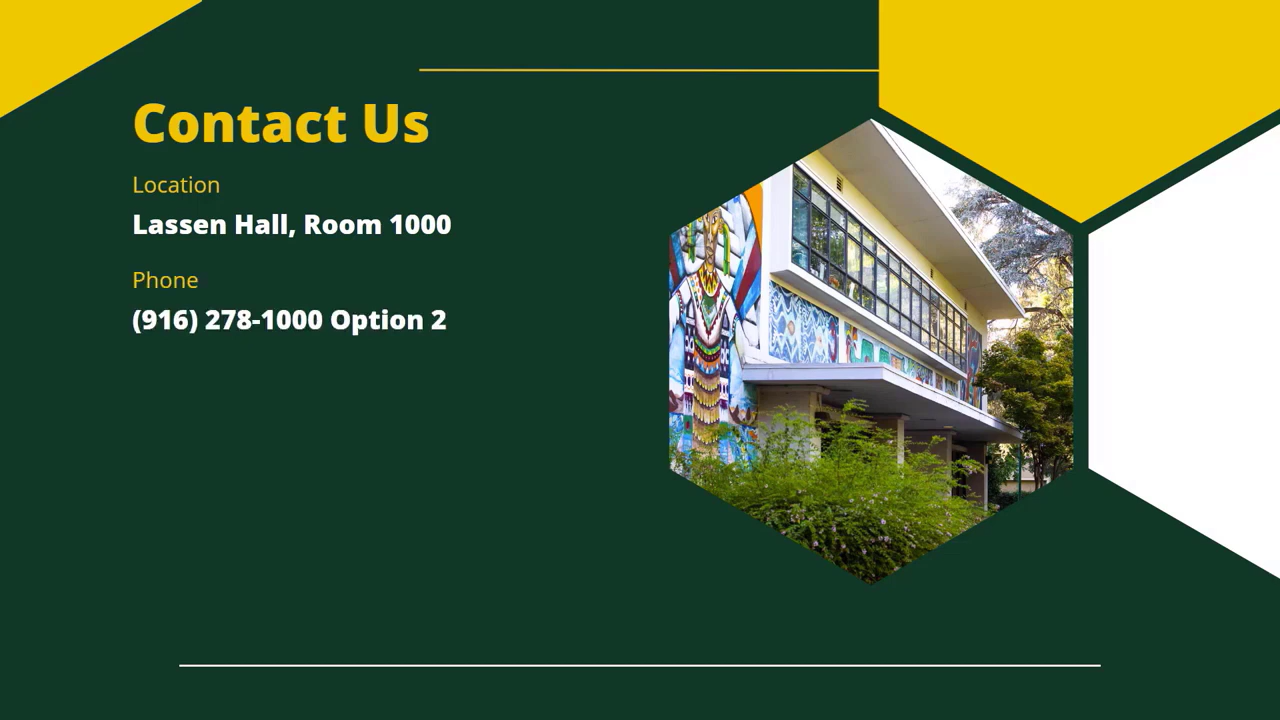 Contact Us
Location
Lassen Hall, Room 1000
Phone
(916) 278-1000 Option 2